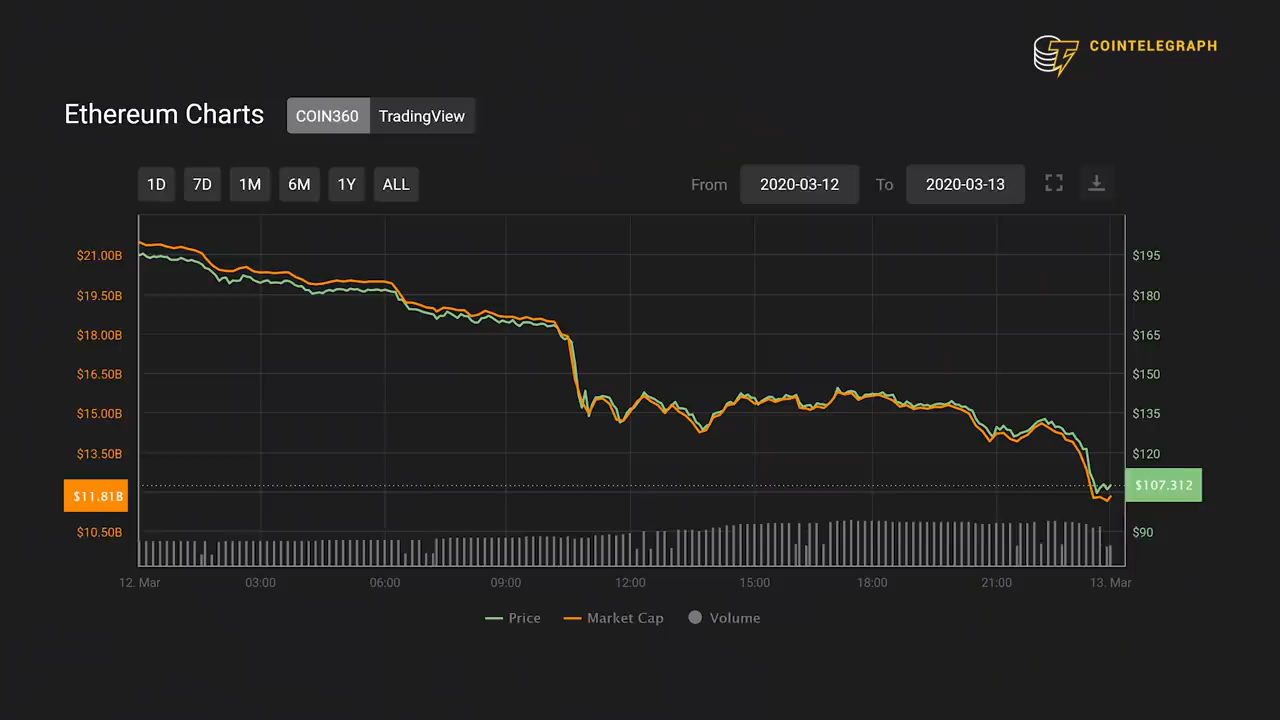 COINTELEGRAPH
Ethereum Charts COIN360 TradingView
1D 7D 1M 6M 1Y ALL From 2020-03-12 To 2020-03-13
$21.00B $195
$19.50B $180
$18.00B $165
$16.50B $150
$15.00B $135
$13.50B $120
$11.81B $107.312
$10.50B $90
12. Mar 03:00 06:00 09:00 12:00 15:00 18:00 21:00 13. Mar
Price Market Cap Volume